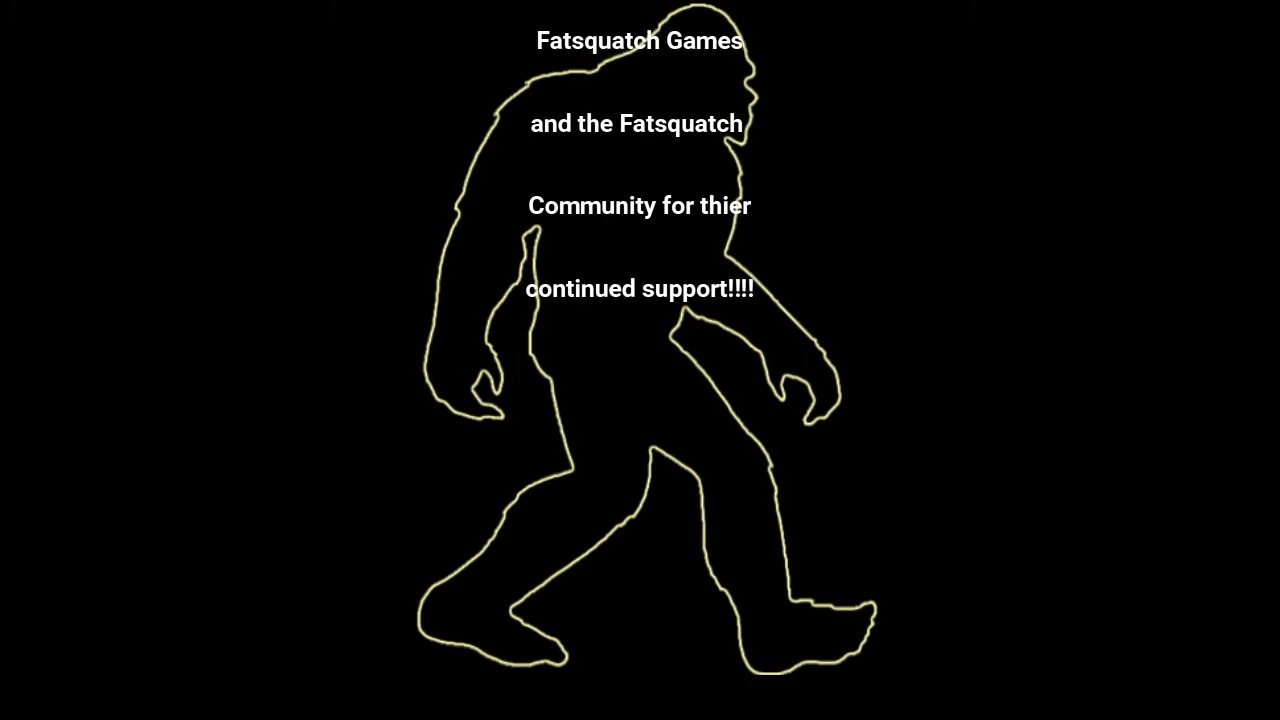 Fatsquatch Games
and the Fatsquatch
Community for thier
continued support!!!!